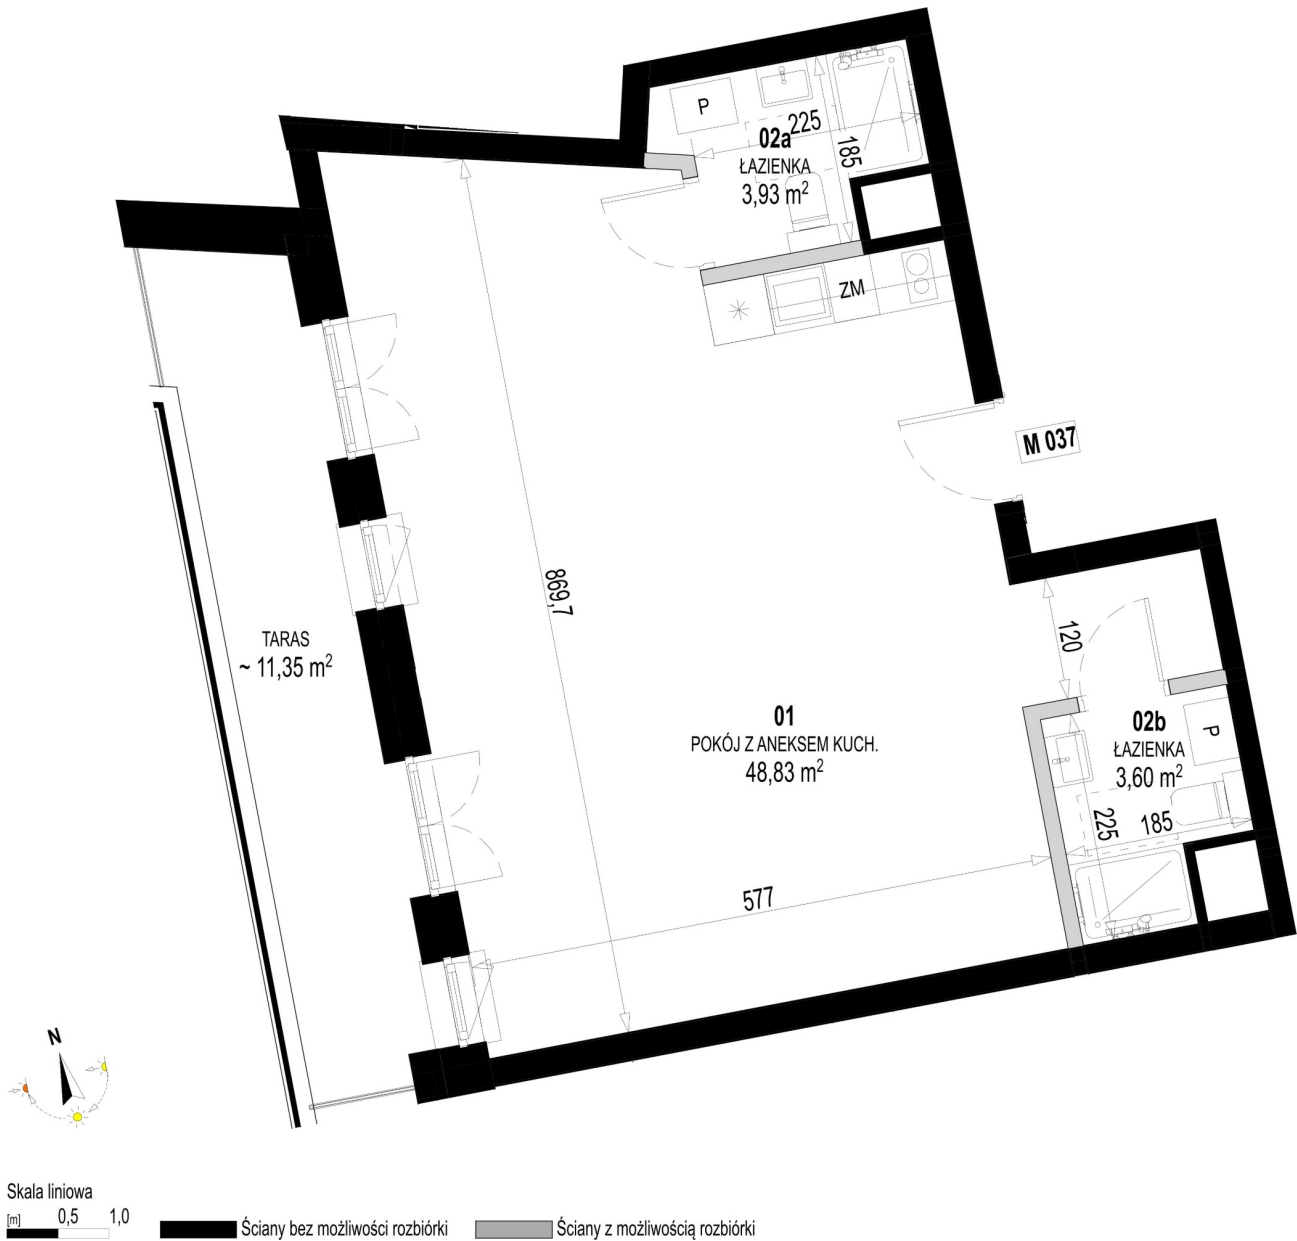 P
02a
225
185
ŁAZIENKA
3,93 m²
ZM
M 037
869,7
TARAS
~ 11,35 m²
120
01
POKÓJ Z ANEKSEM KUCH.
48,83 m²
02b
P
ŁAZIENKA
3,60 m²
225
185
577
N
Skala liniowa
[m] 0,5 1,0
Ściany bez możliwości rozbiórki
Ściany z możliwością rozbiórki